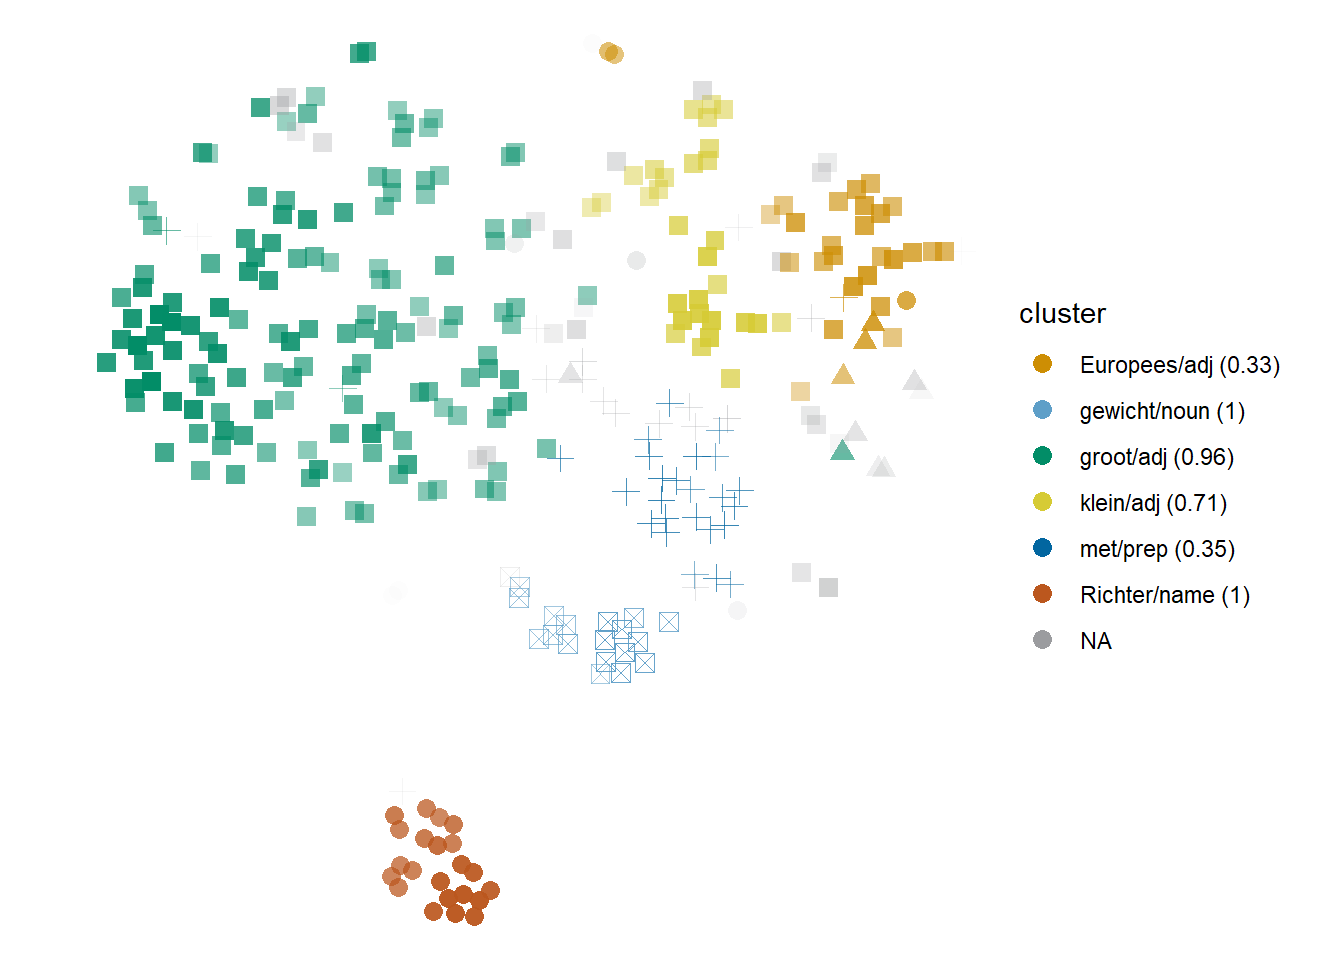 cluster
Europees/adj (0.33)
gewicht/noun (1)
groot/adj (0.96)
klein/adj (0.71)
met/prep (0.35)
Richter/name (1)
NA